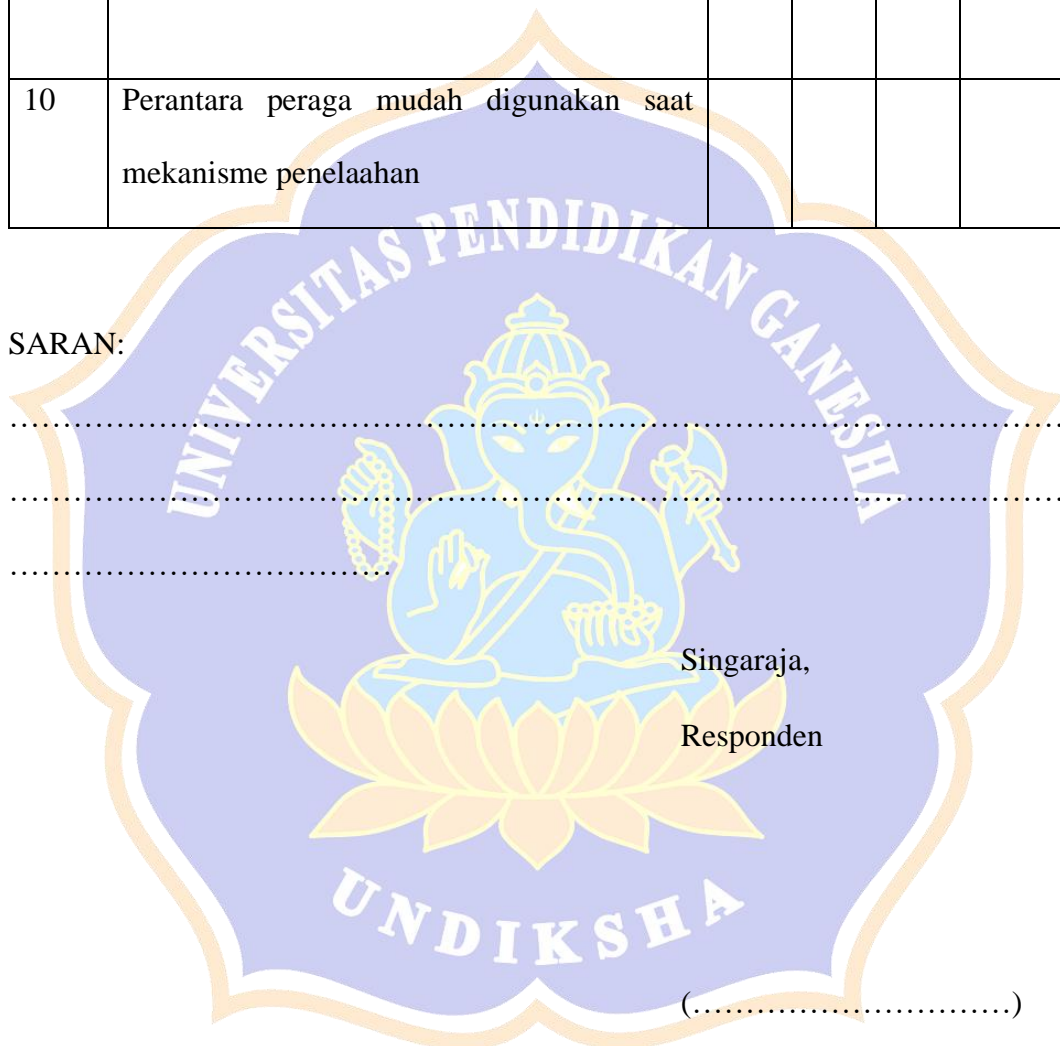 10 Perantara peraga mudah digunakan saat
mekanisme penelaahan
UNIVERSITAS PENDIDIKAN GANESHA
SARAN:
……………………………………………………………………………………………
……………………………………………………………………………………………
………………………………
Singaraja,
Responden
UNDIKSHA
(…………………………)